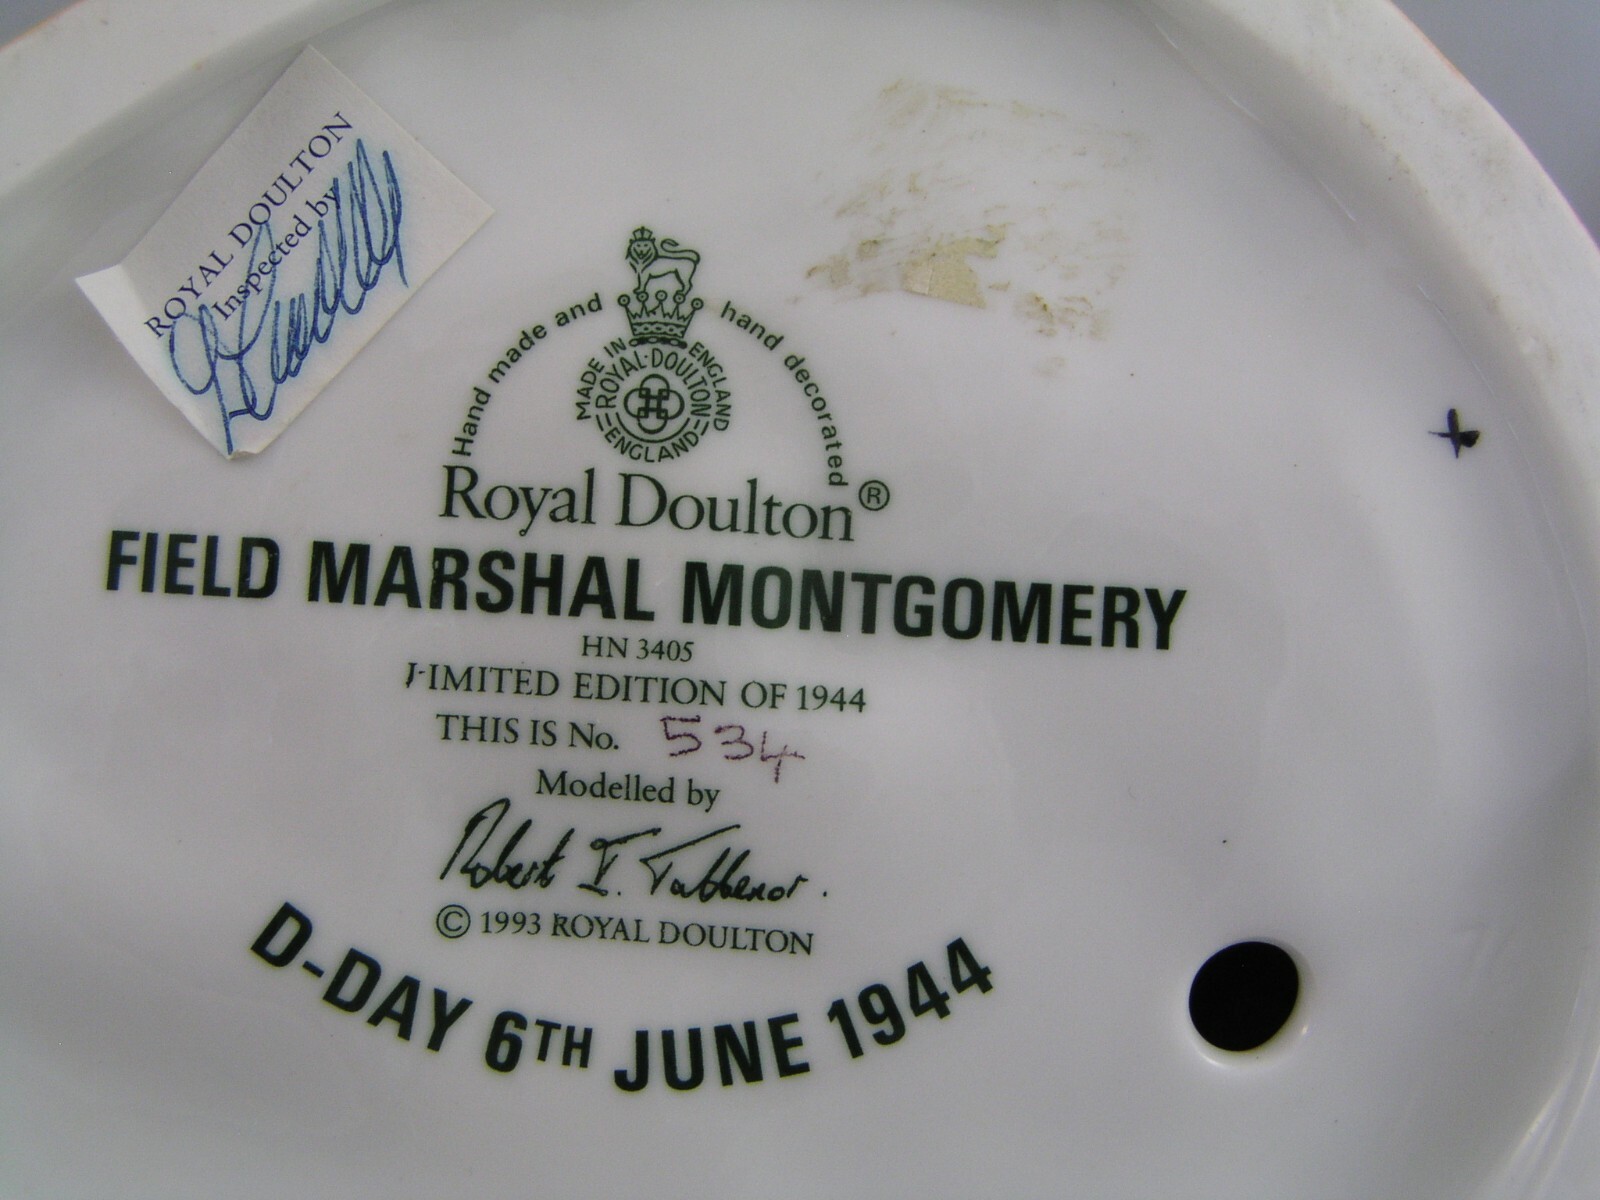 ROYAL DOULTON
Inspected by
Hand made and hand decorated
MADE IN ENGLAND
ROYAL·DOULTON
ENGLAND
Royal Doulton®
FIELD MARSHAL MONTGOMERY
HN 3405
LIMITED EDITION OF 1944
THIS IS No. 534
Modelled by
Robert I. Tabbenor.
© 1993 ROYAL DOULTON
D-DAY 6TH JUNE 1944